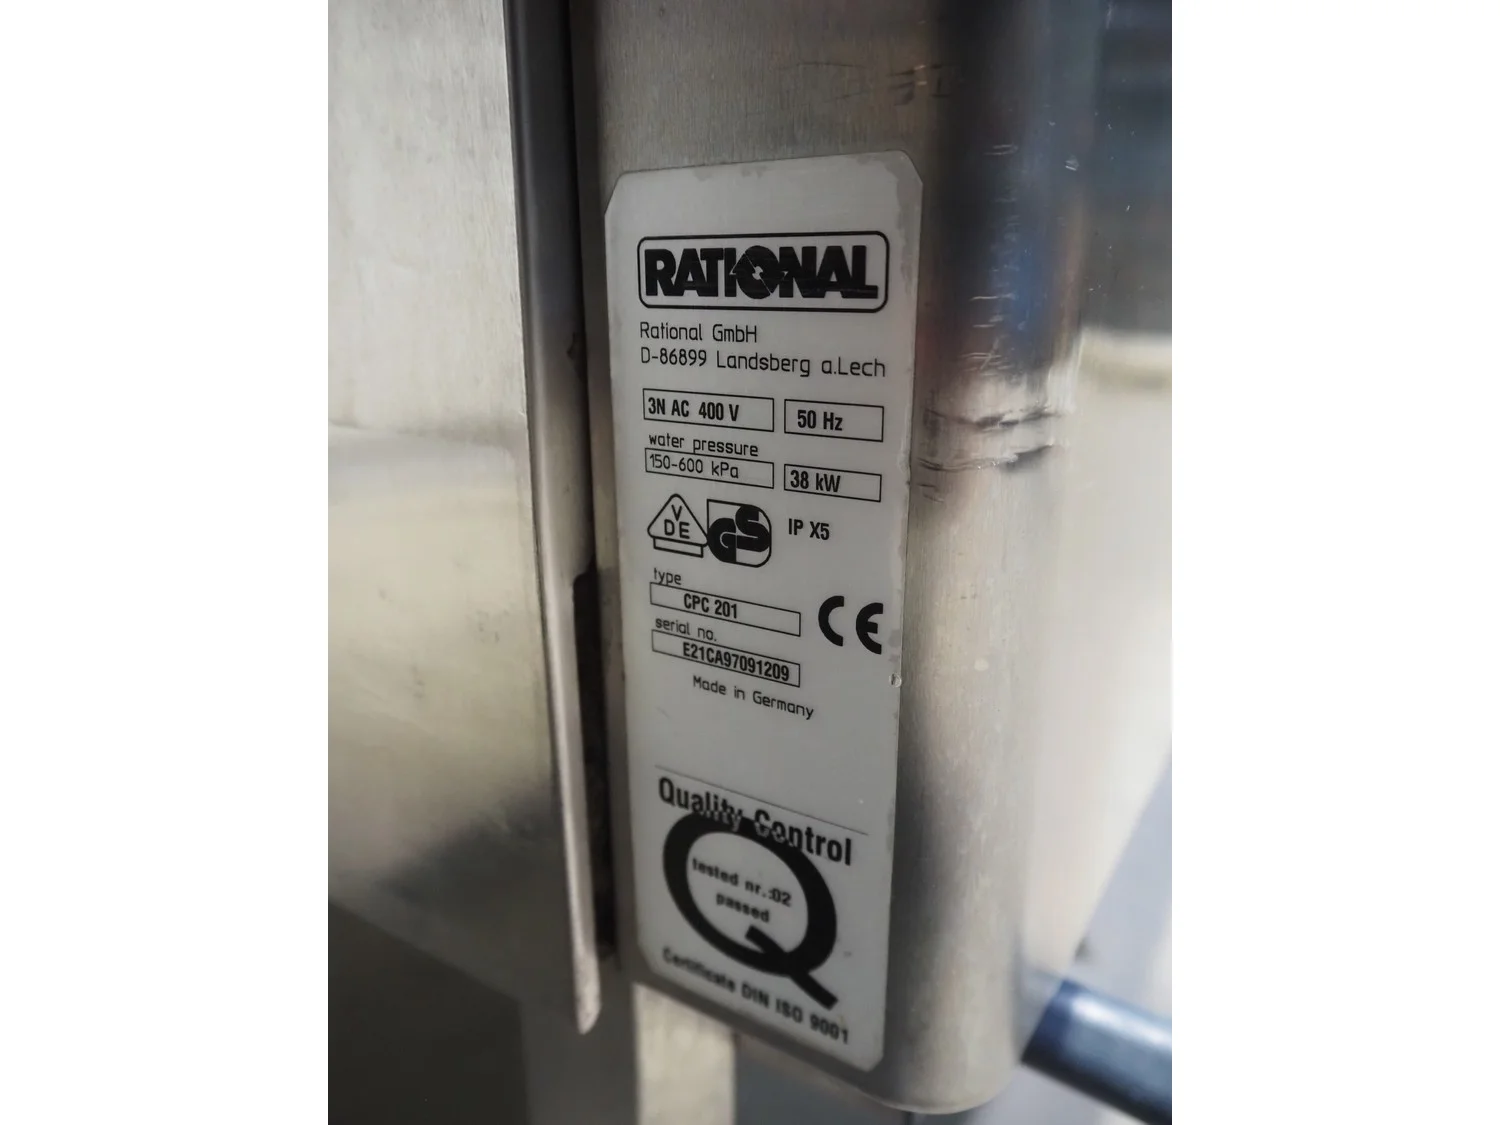 RATIONAL
Rational GmbH
D-86899 Landsberg a.Lech
3N AC 400 V 50 Hz
water pressure
150-600 kPa 38 kW
VDE GS IP X5
type
CPC 201
CE
serial no.
E21CA97091209
Made in Germany
Quality Control
tested nr.:02
passed
Certificate DIN ISO 9001